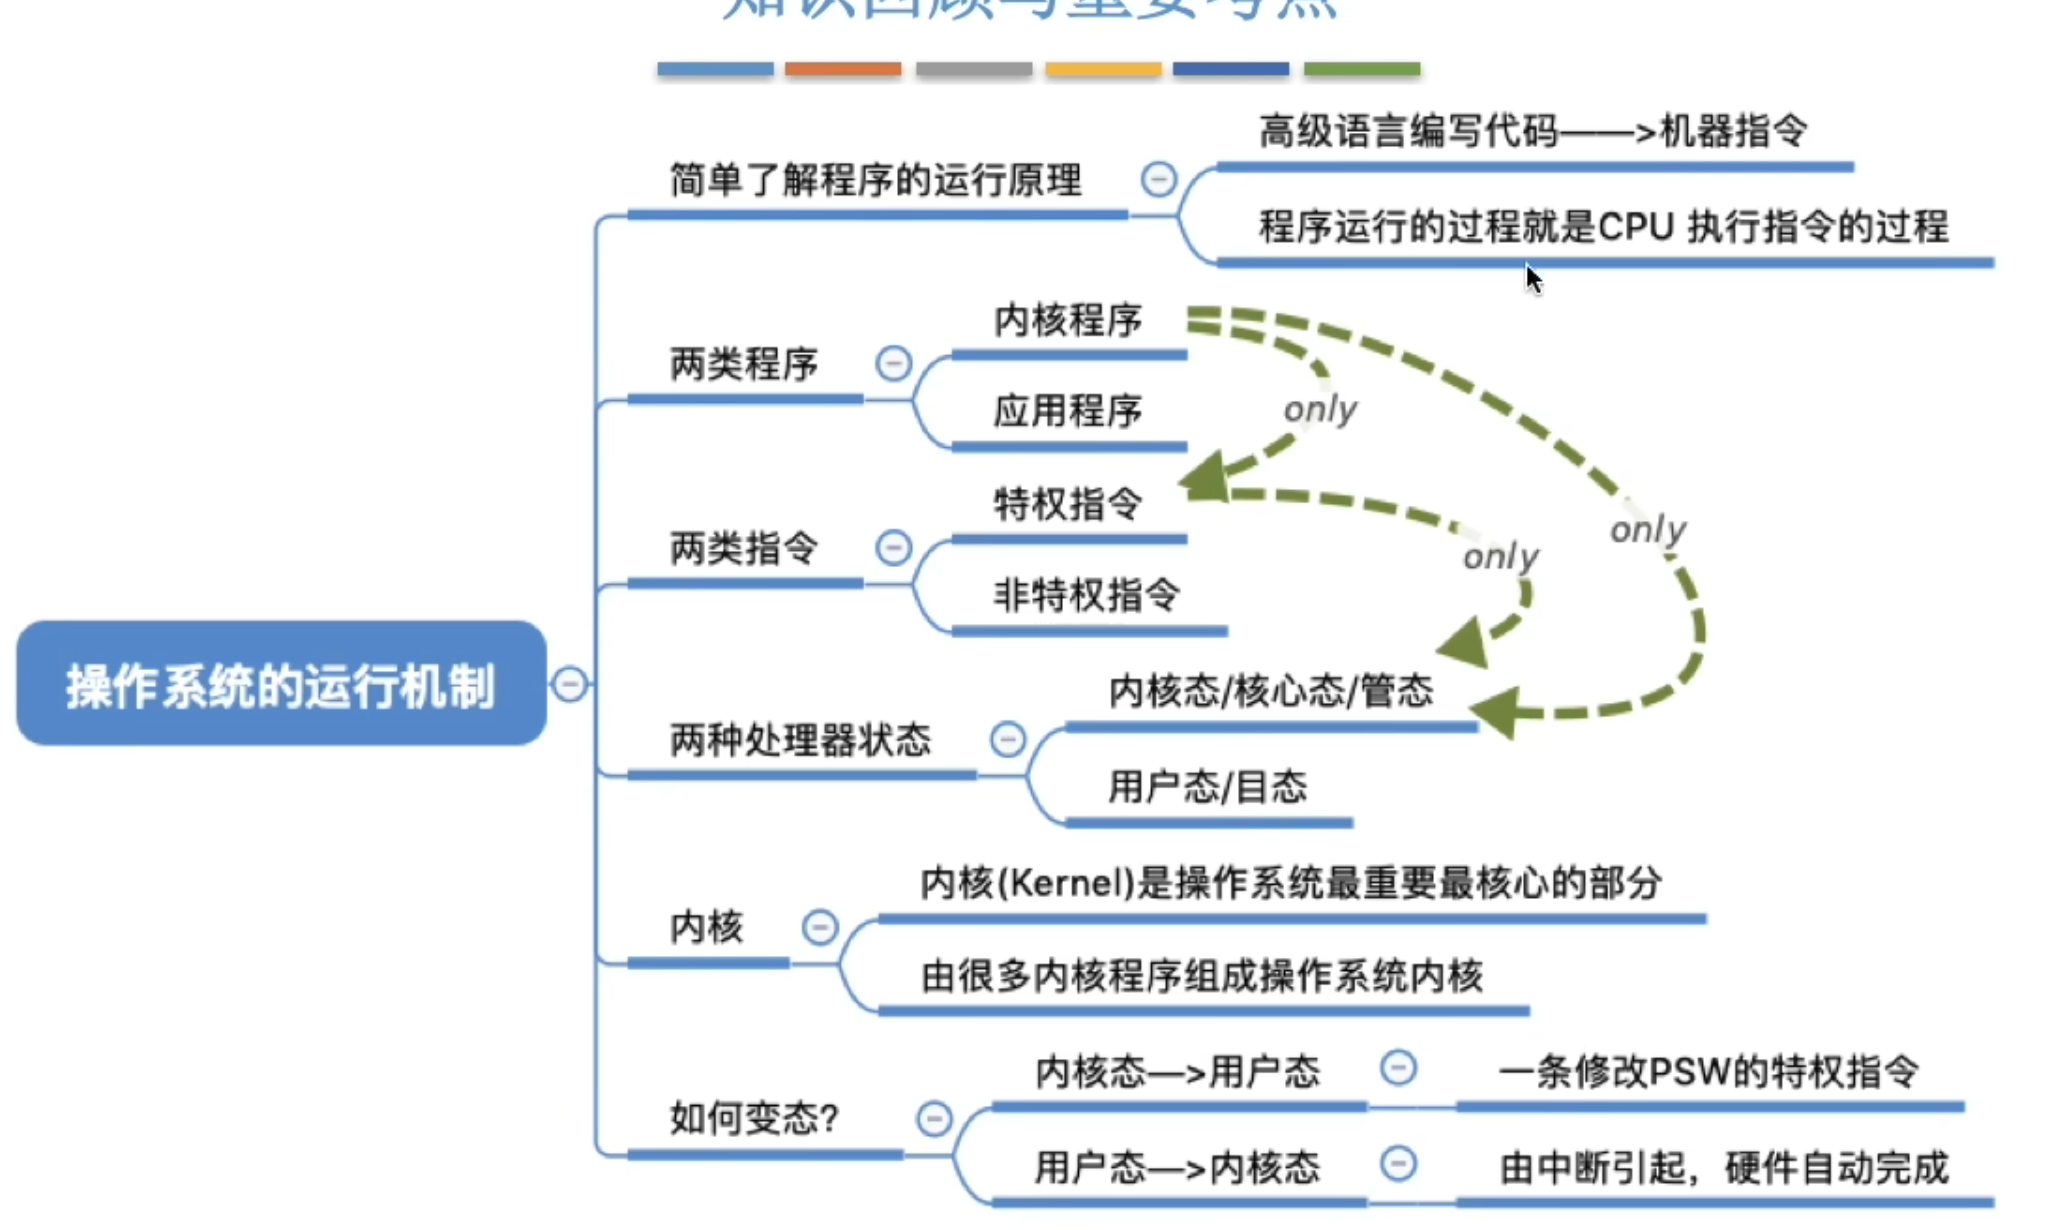 知识回顾与重要考点
高级语言编写代码——>机器指令
简单了解程序的运行原理
程序运行的过程就是CPU 执行指令的过程
内核程序
两类程序
应用程序
only
特权指令
only
两类指令
only
非特权指令
操作系统的运行机制
内核态/核心态/管态
两种处理器状态
用户态/目态
内核(Kernel)是操作系统最重要最核心的部分
内核
由很多内核程序组成操作系统内核
内核态—>用户态
一条修改PSW的特权指令
如何变态?
用户态—>内核态
由中断引起，硬件自动完成